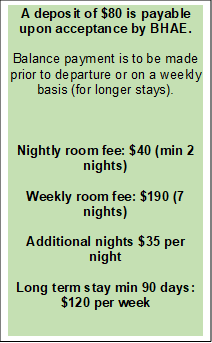 A deposit of $80 is payable
upon acceptance by BHAE.
Balance payment is to be made
prior to departure or on a weekly
basis (for longer stays).
Nightly room fee: $40 (min 2
nights)
Weekly room fee: $190 (7
nights)
Additional nights $35 per
night
Long term stay min 90 days:
$120 per week